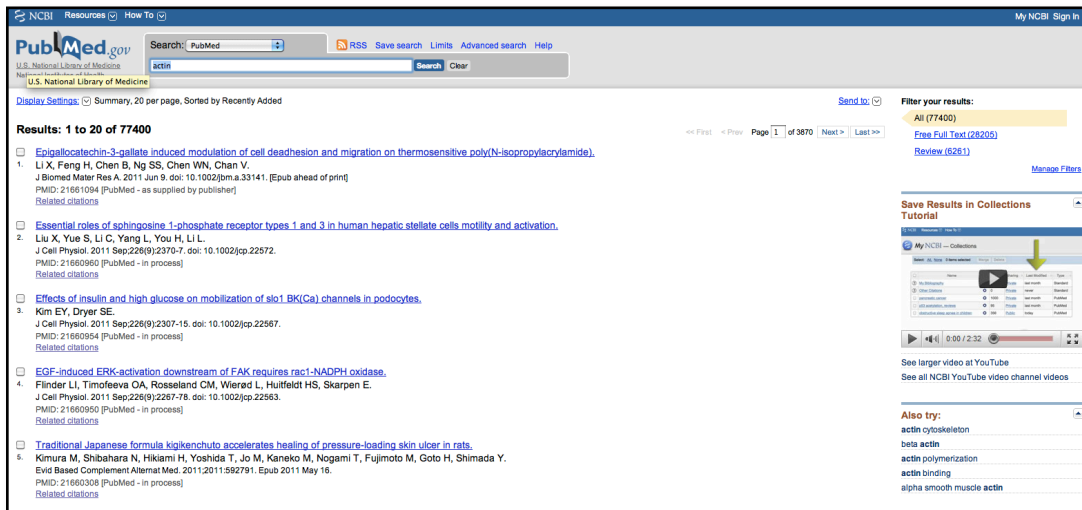 NCBI Resources How To My NCBI Sign In
PubMed.gov
U.S. National Library of Medicine
National Institutes of Health
U.S. National Library of Medicine
Search: PubMed
RSS Save search Limits Advanced search Help
actin Search Clear
Display Settings: Summary, 20 per page, Sorted by Recently Added Send to:
Results: 1 to 20 of 77400
<< First < Prev Page 1 of 3870 Next > Last >>
Epigallocatechin-3-gallate induced modulation of cell deadhesion and migration on thermosensitive poly(N-isopropylacrylamide).
1. Li X, Feng H, Chen B, Ng SS, Chen WN, Chan V.
J Biomed Mater Res A. 2011 Jun 9. doi: 10.1002/jbm.a.33141. [Epub ahead of print]
PMID: 21661094 [PubMed - as supplied by publisher]
Related citations
Essential roles of sphingosine 1-phosphate receptor types 1 and 3 in human hepatic stellate cells motility and activation.
2. Liu X, Yue S, Li C, Yang L, You H, Li L.
J Cell Physiol. 2011 Sep;226(9):2370-7. doi: 10.1002/jcp.22572.
PMID: 21660960 [PubMed - in process]
Related citations
Effects of insulin and high glucose on mobilization of slo1 BK(Ca) channels in podocytes.
3. Kim EY, Dryer SE.
J Cell Physiol. 2011 Sep;226(9):2307-15. doi: 10.1002/jcp.22567.
PMID: 21660954 [PubMed - in process]
Related citations
EGF-induced ERK-activation downstream of FAK requires rac1-NADPH oxidase.
4. Flinder LI, Timofeeva OA, Rosseland CM, Wierød L, Huitfeldt HS, Skarpen E.
J Cell Physiol. 2011 Sep;226(9):2267-78. doi: 10.1002/jcp.22563.
PMID: 21660950 [PubMed - in process]
Related citations
Traditional Japanese formula kigikenchuto accelerates healing of pressure-loading skin ulcer in rats.
5. Kimura M, Shibahara N, Hikiami H, Yoshida T, Jo M, Kaneko M, Nogami T, Fujimoto M, Goto H, Shimada Y.
Evid Based Complement Alternat Med. 2011;2011:592791. Epub 2011 May 16.
PMID: 21660308 [PubMed - in process]
Related citations
Filter your results:
All (77400)
Free Full Text (28205)
Review (6261)
Manage Filters
Save Results in Collections
Tutorial
My NCBI — Collections
0:00 / 2:32
See larger video at YouTube
See all NCBI YouTube video channel videos
Also try:
actin cytoskeleton
beta actin
actin polymerization
actin binding
alpha smooth muscle actin